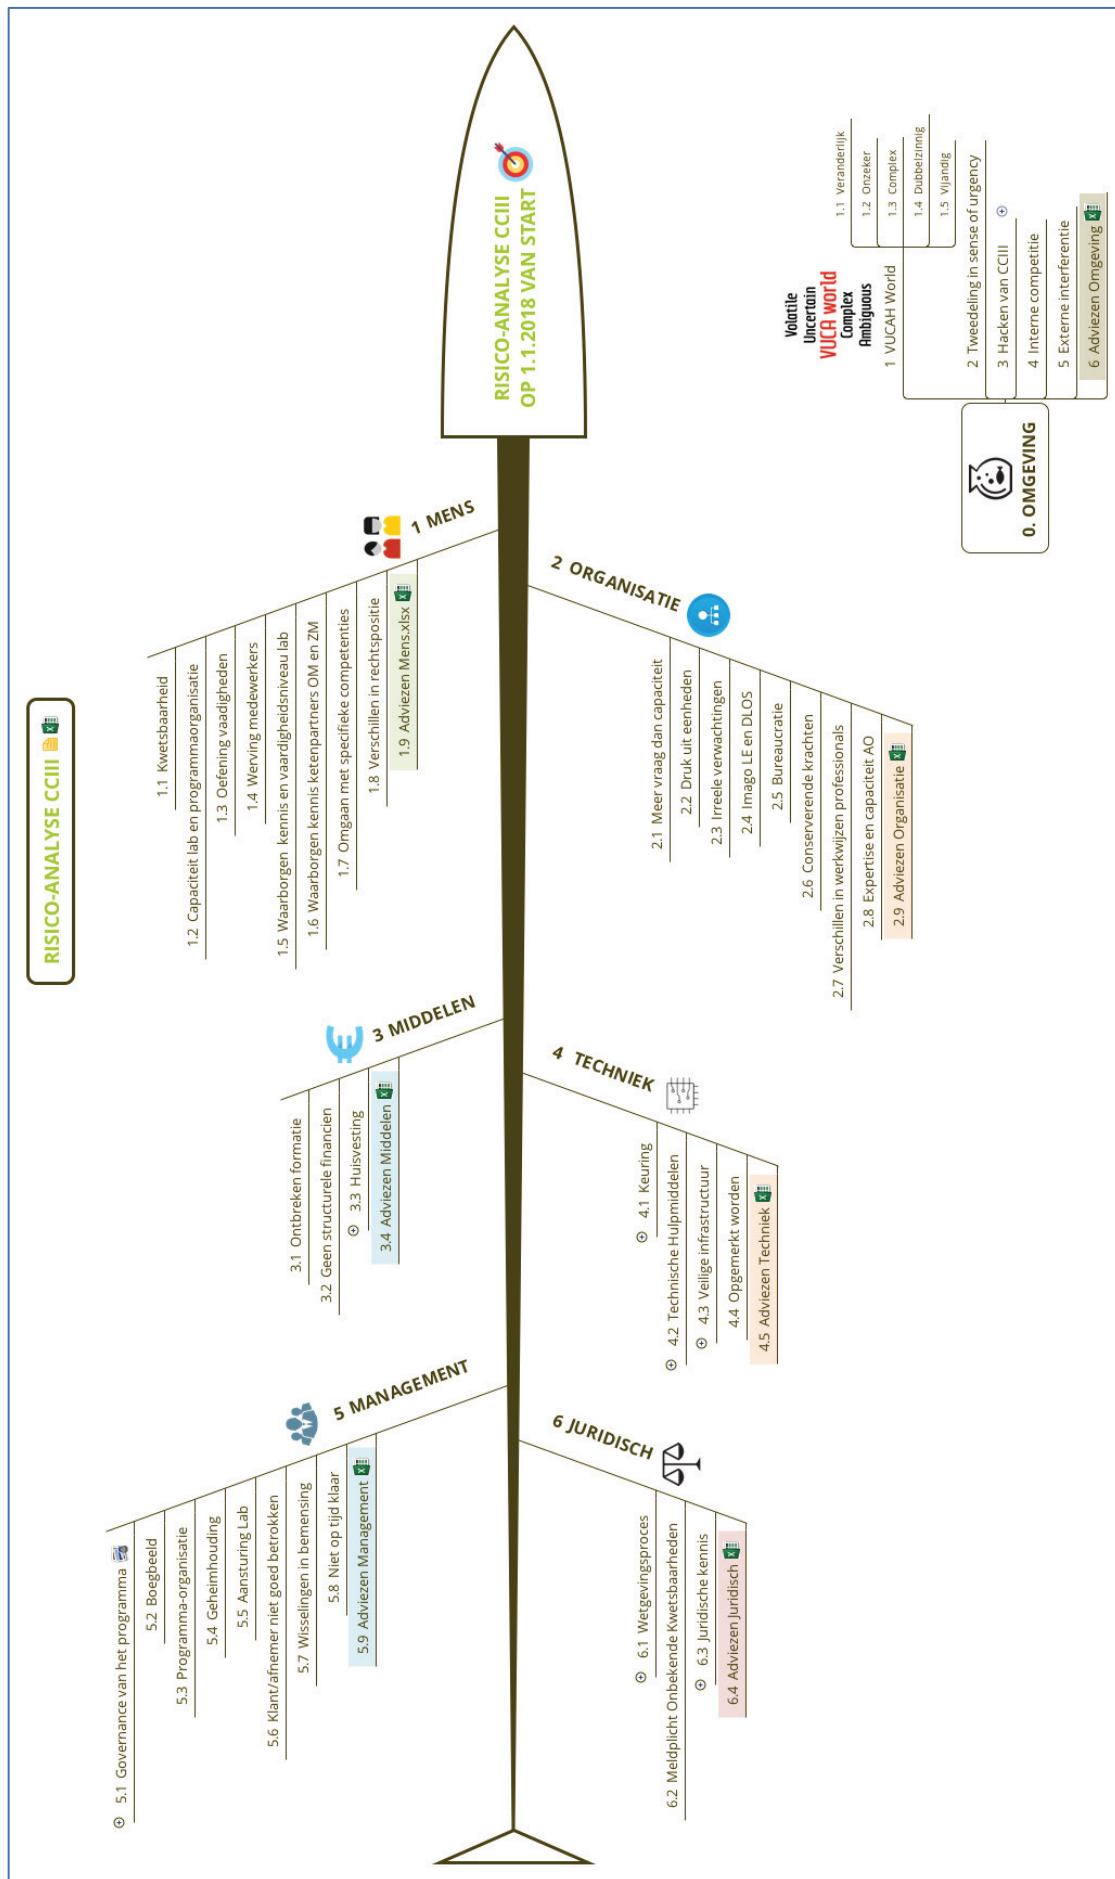 RISICO-ANALYSE CCIII
RISICO-ANALYSE CCIII
OP 1.1.2018 VAN START
1 MENS
1.1 Kwetsbaarheid
1.2 Capaciteit lab en programmaorganisatie
1.3 Oefening vaadigheden
1.4 Werving medewerkers
1.5 Waarborgen kennis en vaardigheidsniveau lab
1.6 Waarborgen kennis ketenpartners OM en ZM
1.7 Omgaan met specifieke competenties
1.8 Verschillen in rechtspositie
1.9 Adviezen Mens.xlsx
2 ORGANISATIE
2.1 Meer vraag dan capaciteit
2.2 Druk uit eenheden
2.3 Irreele verwachtingen
2.4 Imago LE en DLOS
2.5 Bureaucratie
2.6 Conserverende krachten
2.7 Verschillen in werkwijzen professionals
2.8 Expertise en capaciteit AO
2.9 Adviezen Organisatie
3 MIDDELEN
3.1 Ontbreken formatie
3.2 Geen structurele financien
3.3 Huisvesting
3.4 Adviezen Middelen
4 TECHNIEK
4.1 Keuring
4.2 Technische Hulpmiddelen
4.3 Veilige infrastructuur
4.4 Opgemerkt worden
4.5 Adviezen Techniek
5 MANAGEMENT
5.1 Governance van het programma
5.2 Boegbeeld
5.3 Programma-organisatie
5.4 Geheimhouding
5.5 Aansturing Lab
5.6 Klant/afnemer niet goed betrokken
5.7 Wisselingen in bemensing
5.8 Niet op tijd klaar
5.9 Adviezen Management
6 JURIDISCH
6.1 Wetgevingsproces
6.2 Meldplicht Onbekende Kwetsbaarheden
6.3 Juridische kennis
6.4 Adviezen Juridisch
0. OMGEVING
Volatile
Uncertain
VUCA world
Complex
Ambiguous
1 VUCAH World
1.1 Veranderlijk
1.2 Onzeker
1.3 Complex
1.4 Dubbelzinnig
1.5 Vijandig
2 Tweedeling in sense of urgency
3 Hacken van CCIII
4 Interne competitie
5 Externe interferentie
6 Adviezen Omgeving